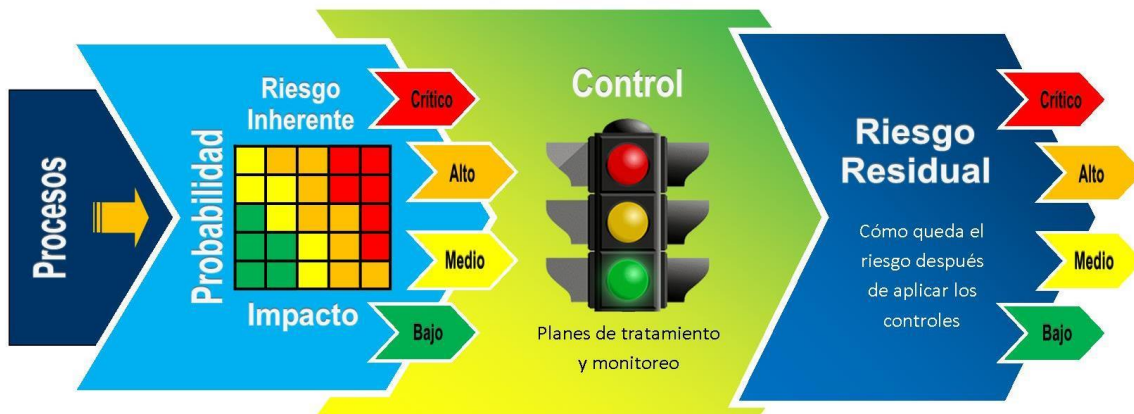 Procesos
Probabilidad
Riesgo
Inherente
Impacto
Crítico
Alto
Medio
Bajo
Control
Planes de tratamiento
y monitoreo
Riesgo
Residual
Cómo queda el
riesgo después
de aplicar los
controles
Crítico
Alto
Medio
Bajo